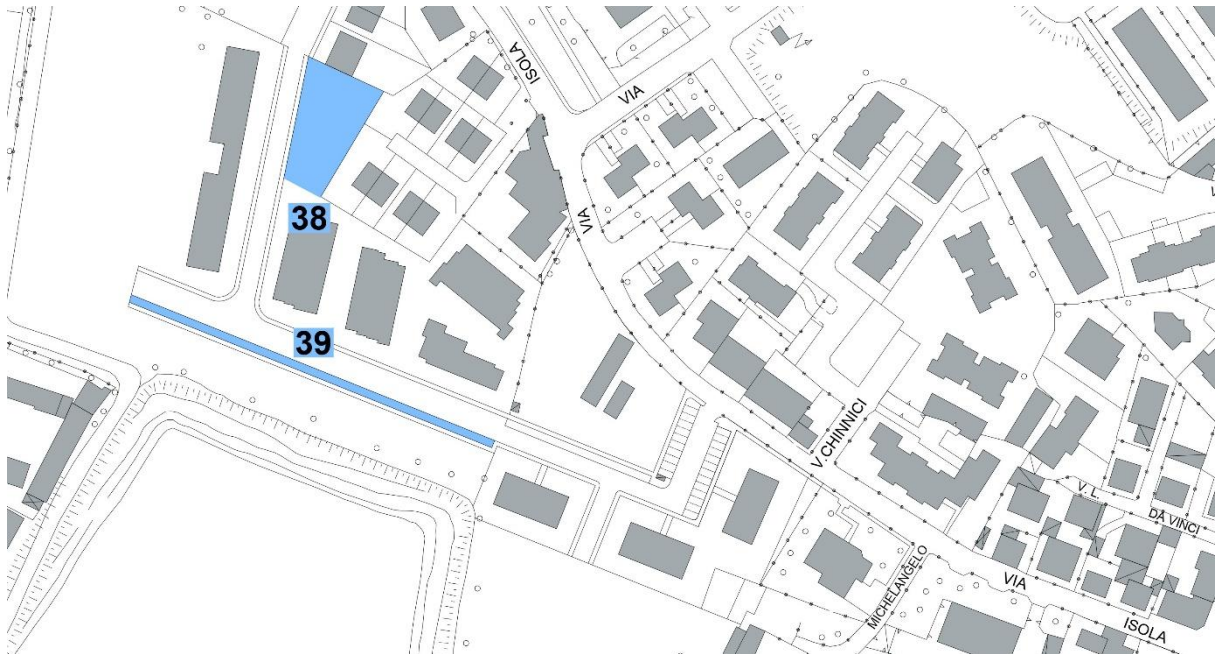 ISOLA
VIA
VIA
38
39
V.CHINNICI
V. L.
DA VINCI
MICHELANGELO
VIA
ISOLA